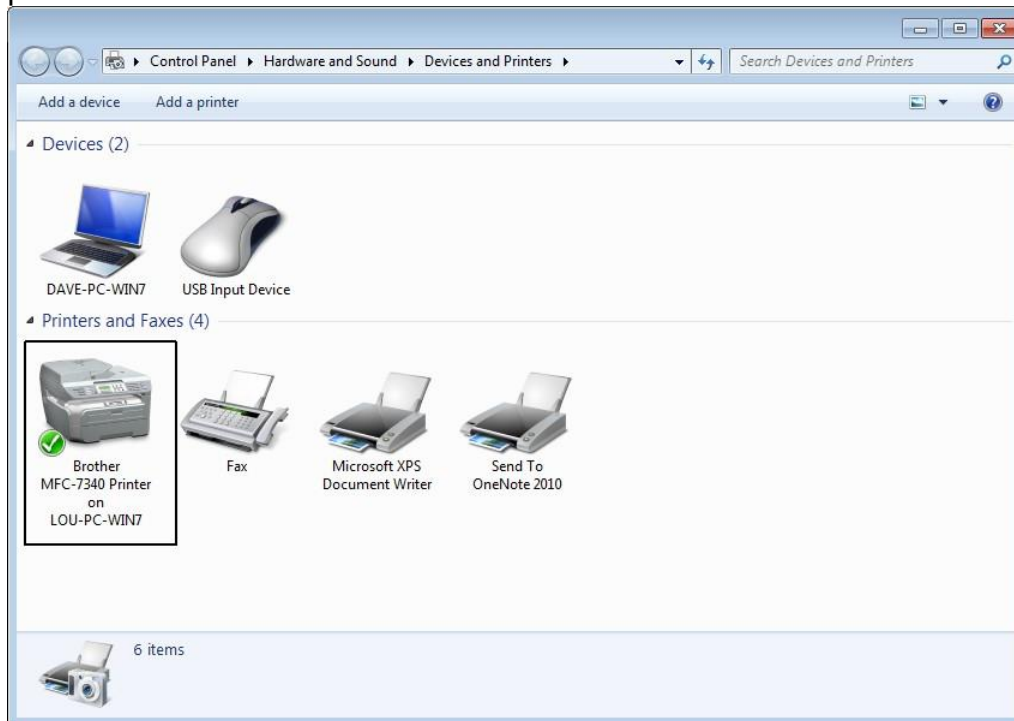 Control Panel Hardware and Sound Devices and Printers
Search Devices and Printers
Add a device Add a printer
Devices (2)
DAVE-PC-WIN7
USB Input Device
Printers and Faxes (4)
Brother
MFC-7340 Printer
on
LOU-PC-WIN7
Fax
Microsoft XPS
Document Writer
Send To
OneNote 2010
6 items